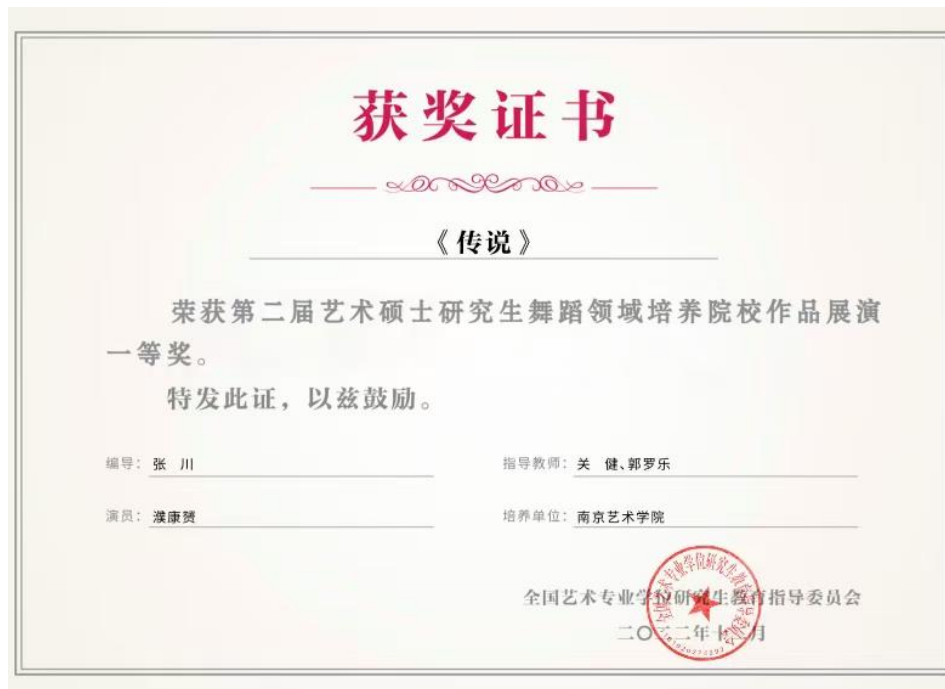 获奖证书
《传说》
荣获第二届艺术硕士研究生舞蹈领域培养院校作品展演
一等奖。
特发此证，以兹鼓励。
编导： 张 川
指导教师： 关 健、郭罗乐
演员： 濮康赟
培养单位： 南京艺术学院
全国艺术专业学位研究生教育指导委员会
二〇二二年十 月